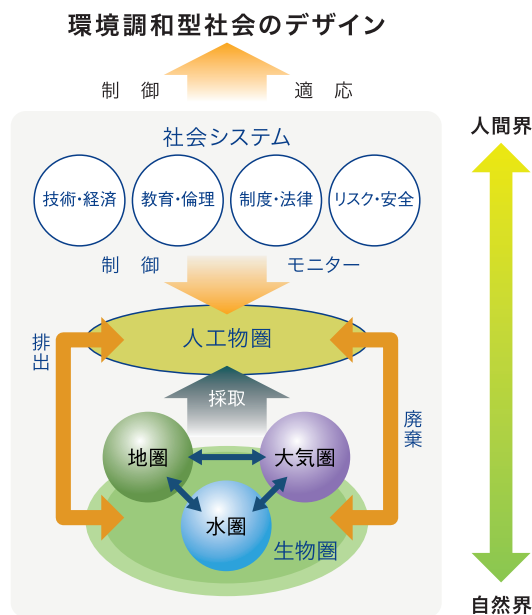 環境調和型社会のデザイン
制 御
適 応
人間界
社会システム
技術・経済
教育・倫理
制度・法律
リスク・安全
制 御
モニター
人工物圏
排出
採取
廃棄
地圏
大気圏
水圏
生物圏
自然界